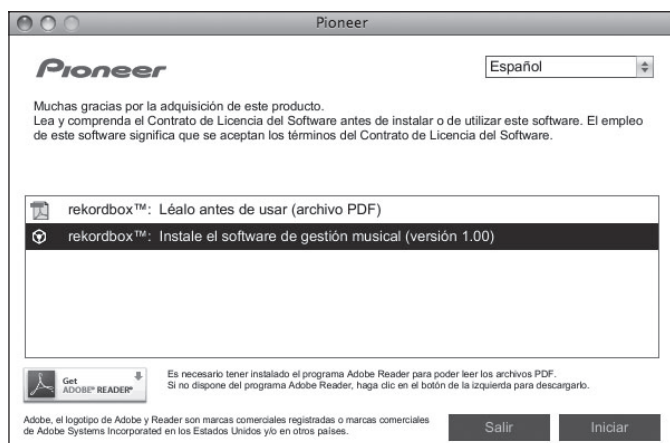 Pioneer
Pioneer
Español
Muchas gracias por la adquisición de este producto.
Lea y comprenda el Contrato de Licencia del Software antes de instalar o de utilizar este software. El empleo
de este software significa que se aceptan los términos del Contrato de Licencia del Software.
rekordbox™: Léalo antes de usar (archivo PDF)
rekordbox™: Instale el software de gestión musical (versión 1.00)
Get
ADOBE® READER®
Es necesario tener instalado el programa Adobe Reader para poder leer los archivos PDF.
Si no dispone del programa Adobe Reader, haga clic en el botón de la izquierda para descargarlo.
Adobe, el logotipo de Adobe y Reader son marcas comerciales registradas o marcas comerciales
de Adobe Systems Incorporated en los Estados Unidos y/o en otros países.
Salir
Iniciar